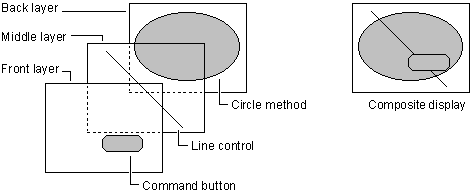 Back layer
Middle layer
Front layer
Circle method
Composite display
Line control
Command button